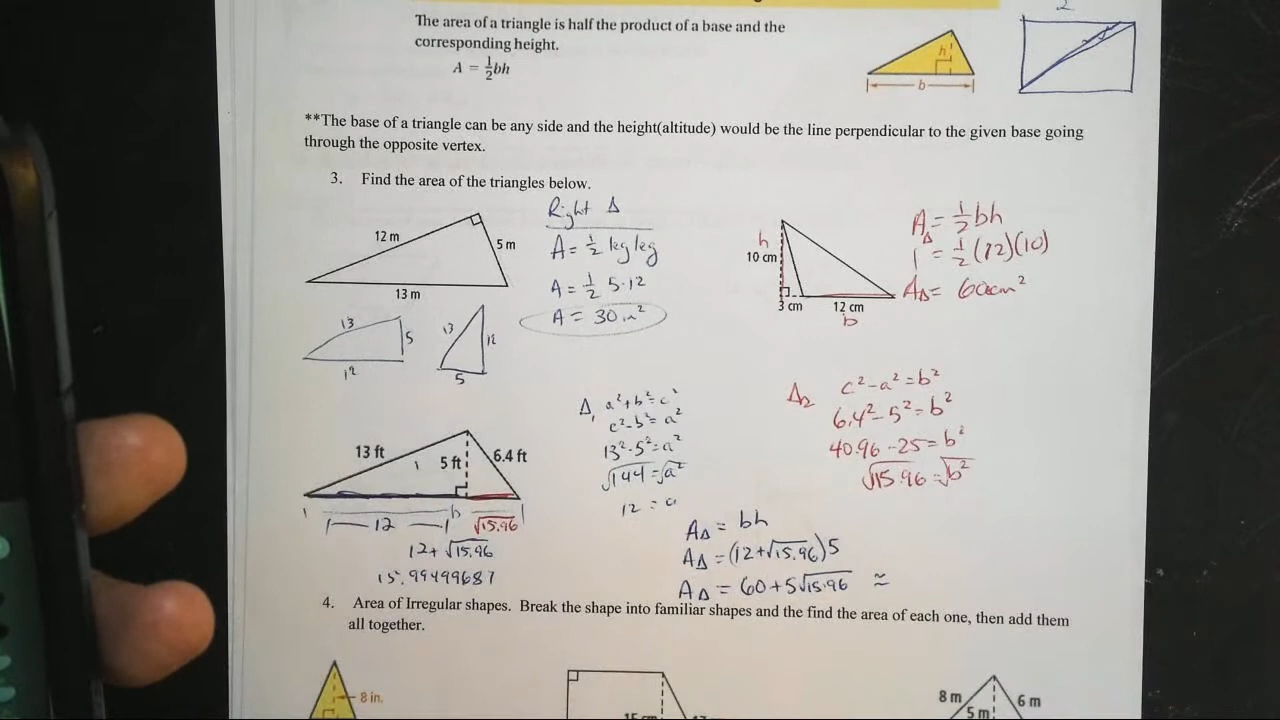 The area of a triangle is half the product of a base and the
corresponding height.
A = ½bh
h
b
2
**The base of a triangle can be any side and the height(altitude) would be the line perpendicular to the given base going
through the opposite vertex.
3. Find the area of the triangles below.
12 m
5 m
13 m
Right Δ
A = ½ leg leg
A = ½ 5·12
A = 30 m²
13
5
12
13
12
5
h
10 cm
3 cm
12 cm
b
A△ = ½bh
= ½(12)(10)
A△ = 60cm²
13 ft
1
5 ft
6.4 ft
b
12
√15.96
12+√15.96
15.99499687
Δ₁ a²+b²=c²
c²-b²=a²
13²-5²=a²
√144=√a²
12 = a
Δ₂ c²-a²=b²
6.4²-5²=b²
40.96-25=b²
√15.96=√b²
A△ = bh
A△ = (12+√15.96)5
A△ = 60+5√15.96 ≈
4. Area of Irregular shapes. Break the shape into familiar shapes and the find the area of each one, then add them
all together.
8 in.
15 cm
8 m
5 m
6 m